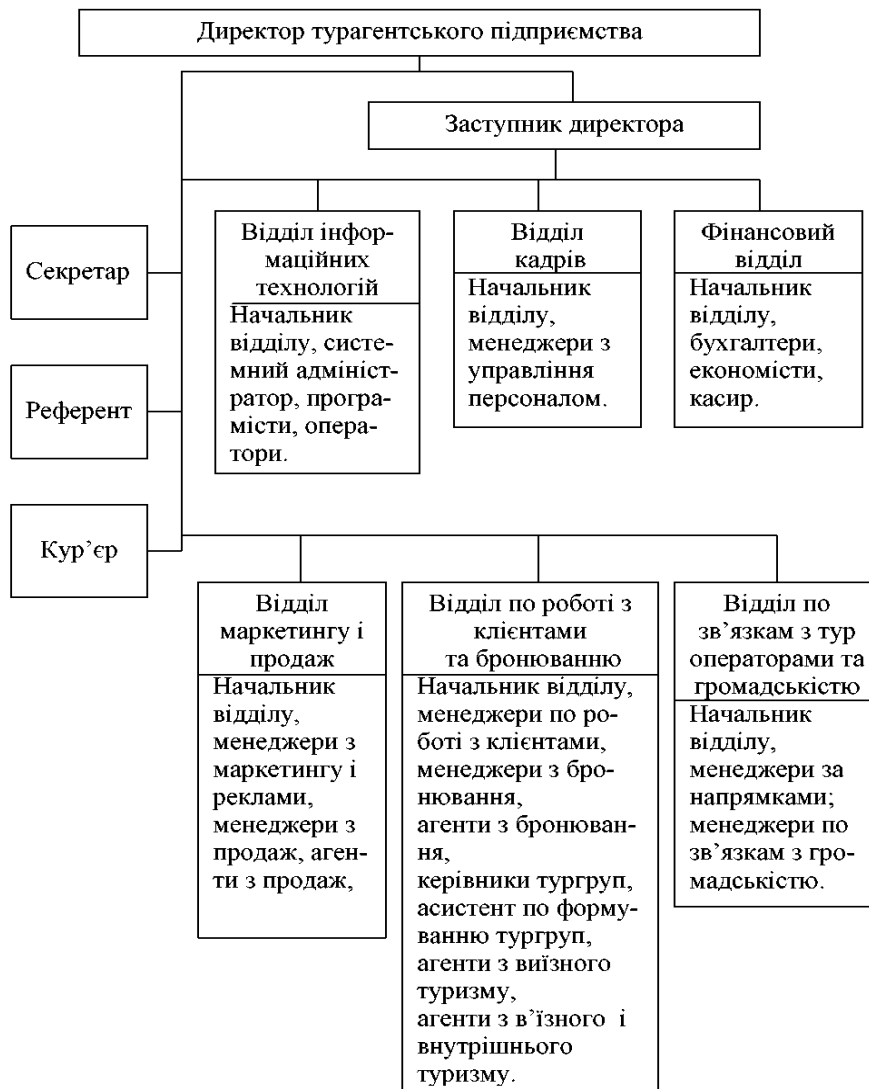 Директор турагентського підприємства
Заступник директора
Секретар
Референт
Кур’єр
Відділ інфор-
маційних
технологій
Начальник
відділу, систе-
мний адмініст-
ратор, програ-
місти, опера-
тори.
Відділ
кадрів
Начальник
відділу,
менеджери з
управління
персоналом.
Фінансовий
відділ
Начальник
відділу,
бухгалтери,
економісти,
касир.
Відділ
маркетингу і
продаж
Начальник
відділу,
менеджери з
маркетингу і
реклами,
менеджери з
продаж, аген-
ти з продаж,
Відділ по роботі з
клієнтами
та бронюванню
Начальник відділу,
менеджери по ро-
боті з клієнтами,
менеджери з бро-
нювання,
агенти з бронюван-
ня,
керівники тургруп,
асистент по форму-
ванню тургруп,
агенти з виїзного
туризму,
агенти з в’їзного і
внутрішнього
туризму.
Відділ по
зв’язкам з тур
операторами та
громадськістю
Начальник
відділу,
менеджери за
напрямками;
менеджери по
зв’язкам з гро-
мадськістю.